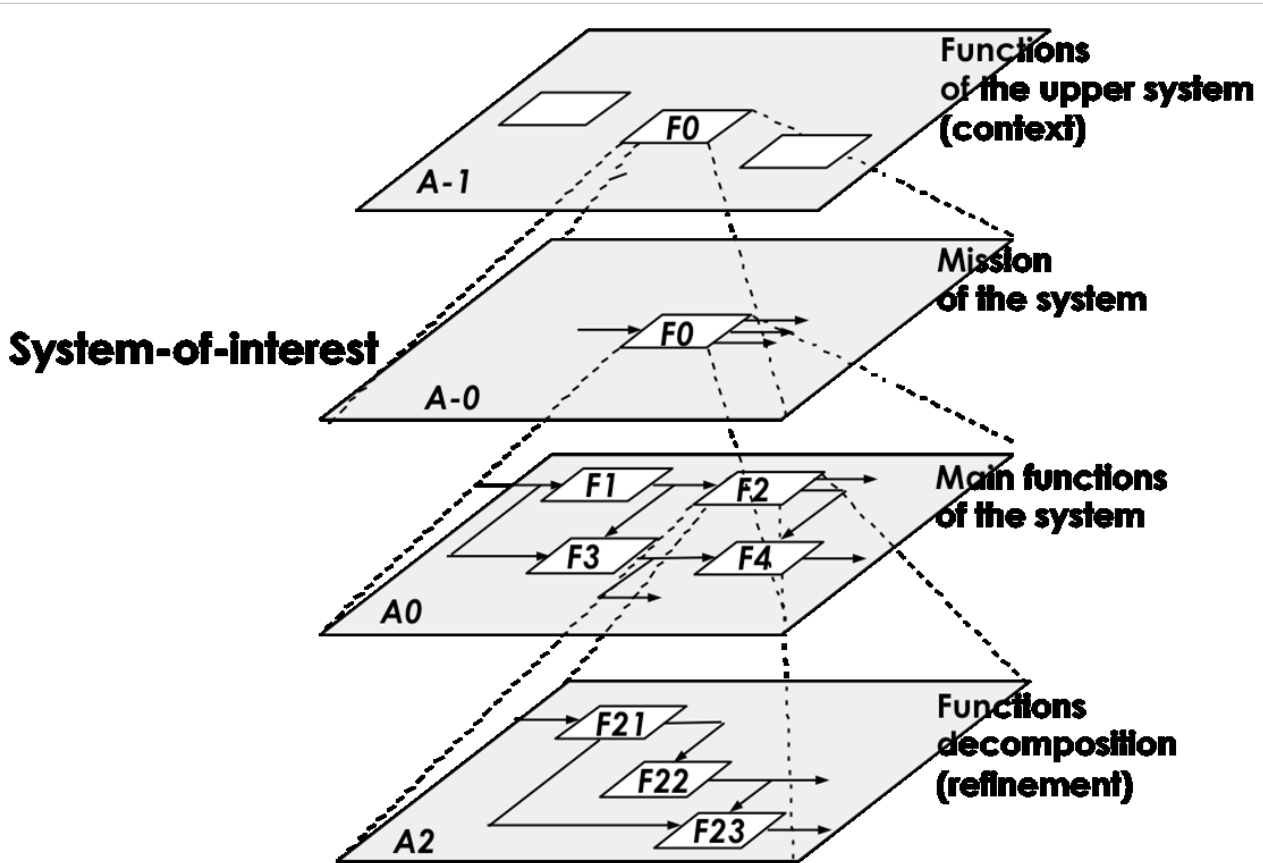 Functions
of the upper system
(context)
F0
A-1
Mission
of the system
F0
System-of-interest
A-0
Main functions
of the system
F1
F2
F3
F4
A0
Functions
decomposition
(refinement)
F21
F22
F23
A2